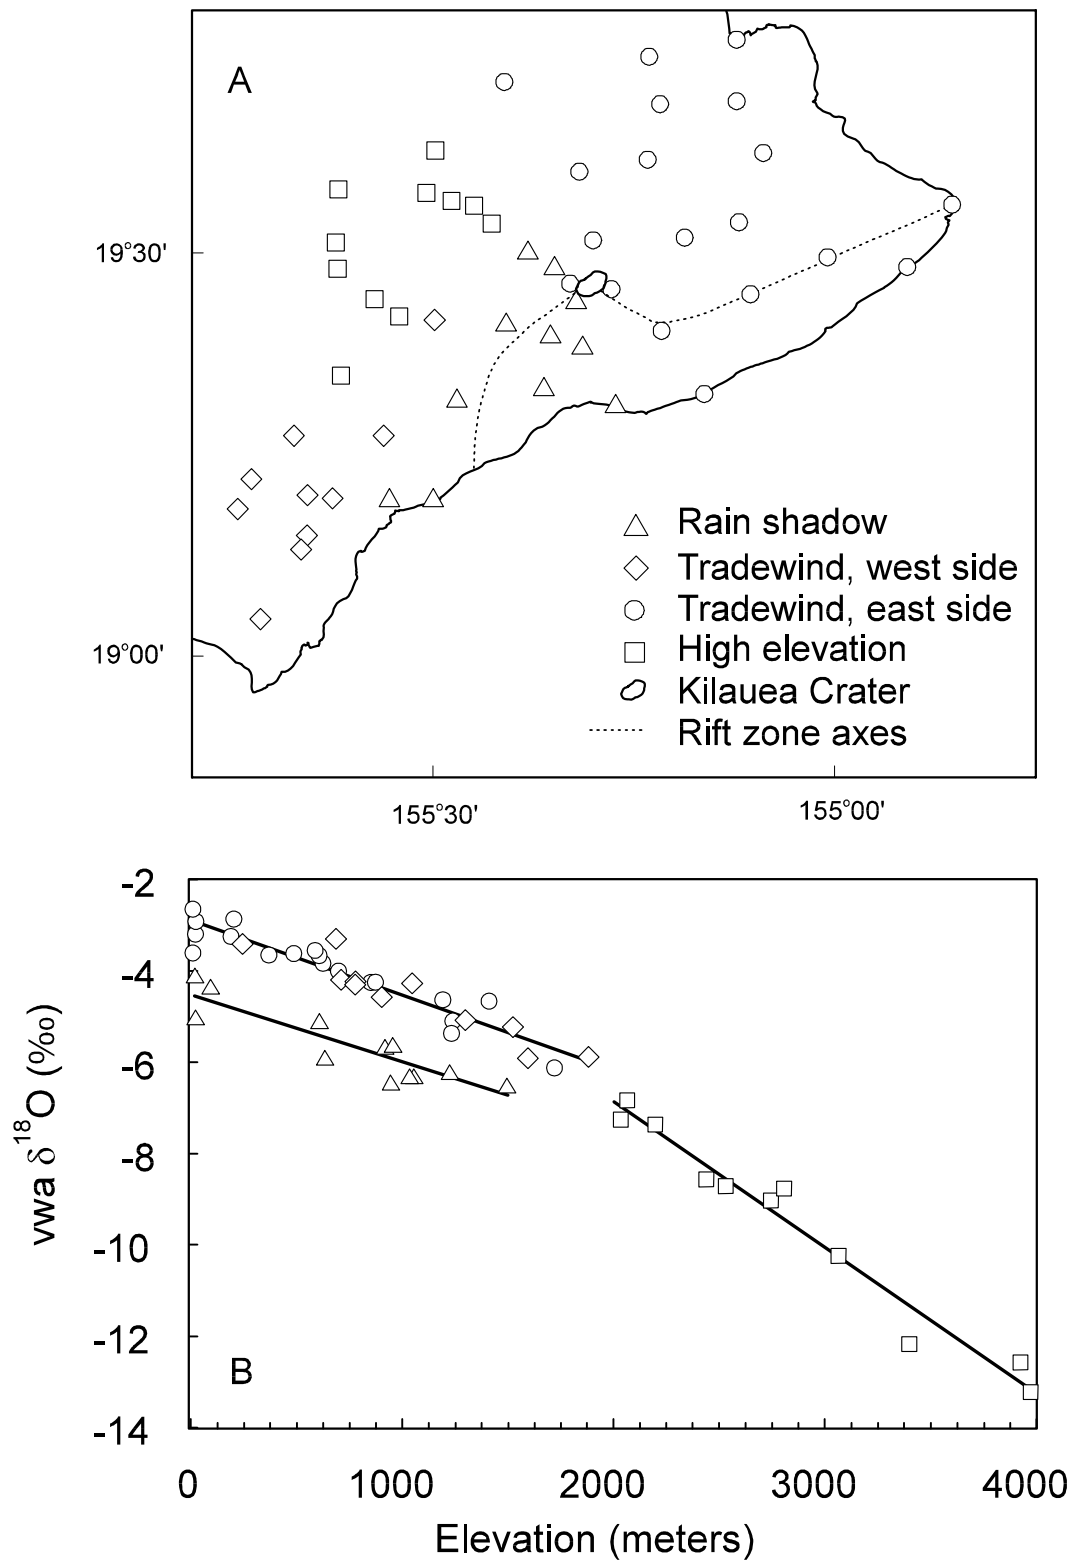 A
19°30'
Rain shadow
Tradewind, west side
Tradewind, east side
19°00'
High elevation
Kilauea Crater
Rift zone axes
155°30'
155°00'
-2
-4
-6
-8
-10
-12
-14
vwa δ18O (‰)
B
0
1000
2000
3000
4000
Elevation (meters)